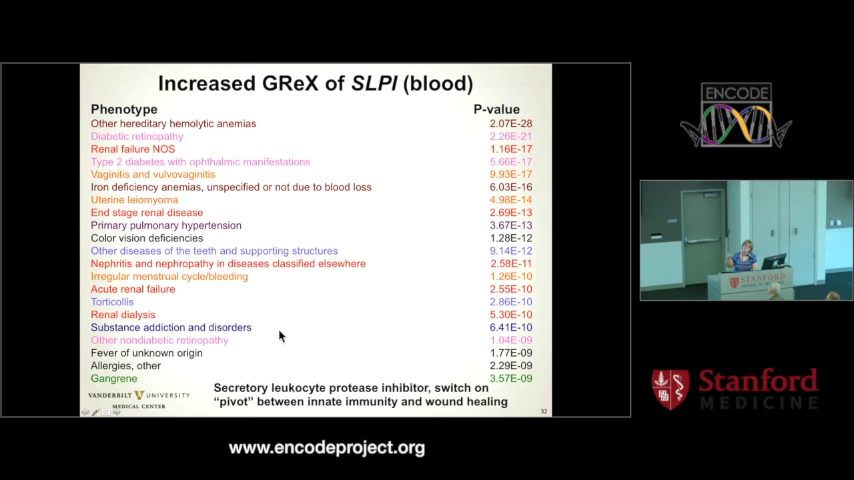 Increased GReX of SLPI (blood)
Phenotype P-value
Other hereditary hemolytic anemias 2.07E-28
Diabetic retinopathy 2.26E-21
Renal failure NOS 1.16E-17
Type 2 diabetes with ophthalmic manifestations 5.66E-17
Vaginitis and vulvovaginitis 9.93E-17
Iron deficiency anemias, unspecified or not due to blood loss 6.03E-16
Uterine leiomyoma 4.98E-14
End stage renal disease 2.69E-13
Primary pulmonary hypertension 3.67E-13
Color vision deficiencies 1.28E-12
Other diseases of the teeth and supporting structures 9.14E-12
Nephritis and nephropathy in diseases classified elsewhere 2.58E-11
Irregular menstrual cycle/bleeding 1.26E-10
Acute renal failure 2.55E-10
Torticollis 2.86E-10
Renal dialysis 5.30E-10
Substance addiction and disorders 6.41E-10
Other nondiabetic retinopathy 1.04E-09
Fever of unknown origin 1.77E-09
Allergies, other 2.29E-09
Gangrene 3.57E-09
Secretory leukocyte protease inhibitor, switch on
“pivot” between innate immunity and wound healing
VANDERBILT V UNIVERSITY
MEDICAL CENTER
32
ENCODE
STANFORD
Stanford
MEDICINE
www.encodeproject.org